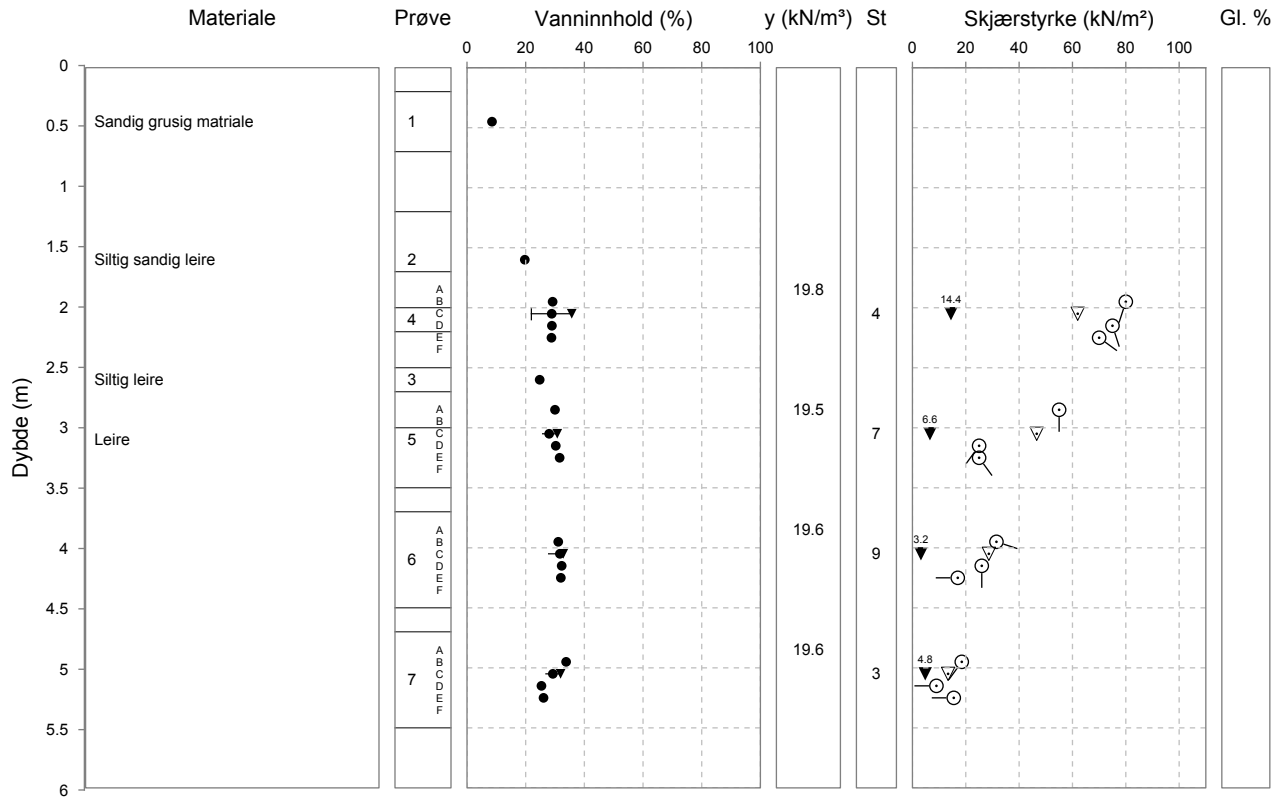 Materiale Prøve Vanninnhold (%) y (kN/m³) St Skjærstyrke (kN/m²) Gl. %
0 20 40 60 80 100 0 20 40 60 80 100
0
Sandig grusig matriale 1
0.5
1
1.5
Siltig sandig leire 2
A 19.8
B 14.4
2
4 C 4
D
E
F
2.5
Siltig leire 3
A 19.5
B 6.6
3
Leire 5 C 7
D
E
F
3.5
A 19.6
B 3.2
4
6 C 9
D
E
F
4.5
A 19.6
B 4.8
5
7 C 3
D
E
F
5.5
6
Dybde (m)